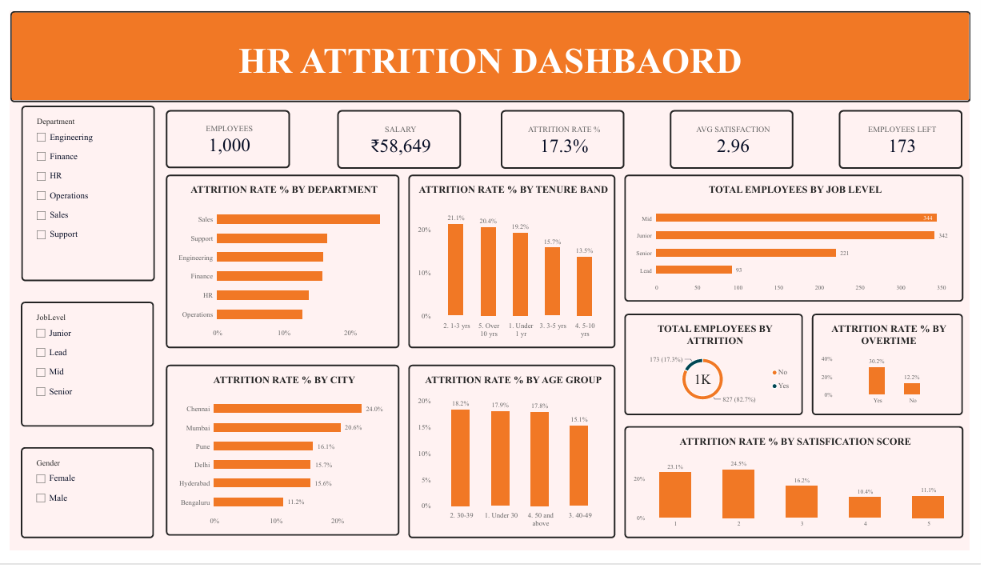 HR ATTRITION DASHBAORD
Department
Engineering
Finance
HR
Operations
Sales
Support
JobLevel
Junior
Lead
Mid
Senior
Gender
Female
Male
EMPLOYEES
1,000
SALARY
₹58,649
ATTRITION RATE %
17.3%
AVG SATISFACTION
2.96
EMPLOYEES LEFT
173
ATTRITION RATE % BY DEPARTMENT
Sales
Support
Engineering
Finance
HR
Operations
0% 10% 20%
ATTRITION RATE % BY TENURE BAND
21.1% 20.4% 19.2% 15.7% 13.5%
20%
10%
0%
2. 1-3 yrs 5. Over 1. Under 3. 3-5 yrs 4. 5-10
10 yrs 1 yr yrs
TOTAL EMPLOYEES BY JOB LEVEL
Mid 344
Junior 342
Senior 221
Lead 93
0 50 100 150 200 250 300 350
ATTRITION RATE % BY CITY
Chennai 24.0%
Mumbai 20.6%
Pune 16.1%
Delhi 15.7%
Hyderabad 15.6%
Bengaluru 11.2%
0% 10% 20%
ATTRITION RATE % BY AGE GROUP
20%
18.2% 17.9% 17.8% 15.1%
15%
10%
5%
0%
2. 30-39 1. Under 30 4. 50 and 3. 40-49
above
TOTAL EMPLOYEES BY
ATTRITION
173 (17.3%)
1K
827 (82.7%)
No
Yes
ATTRITION RATE % BY
OVERTIME
40%
30.2%
20%
12.2%
0%
Yes No
ATTRITION RATE % BY SATISFICATION SCORE
23.1% 24.5% 16.2% 10.4% 11.1%
20%
0%
1 2 3 4 5